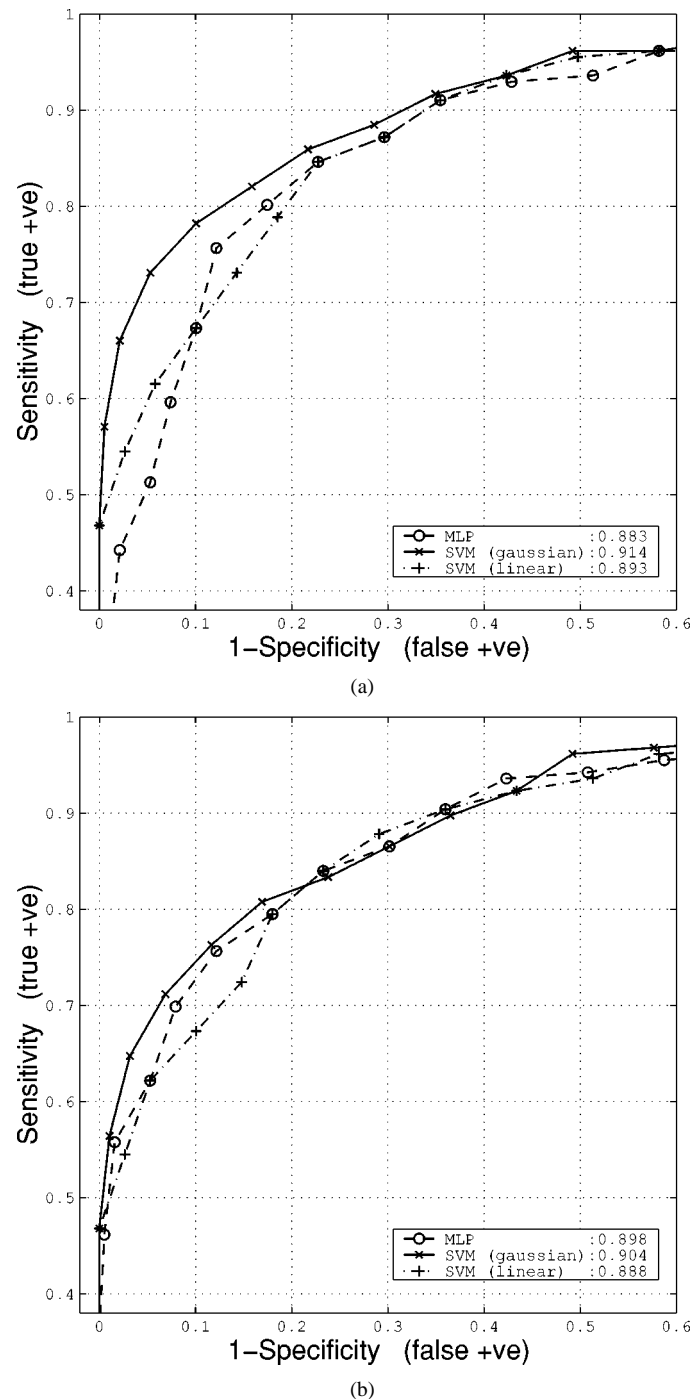 1
0.9
0.8
0.7
0.6
0.5
0.4
Sensitivity (true +ve)
MLP :0.883
SVM (gaussian):0.914
SVM (linear) :0.893
0 0.1 0.2 0.3 0.4 0.5 0.6
1−Specificity (false +ve)
(a)
1
0.9
0.8
0.7
0.6
0.5
0.4
Sensitivity (true +ve)
MLP :0.898
SVM (gaussian):0.904
SVM (linear) :0.888
0 0.1 0.2 0.3 0.4 0.5 0.6
1−Specificity (false +ve)
(b)